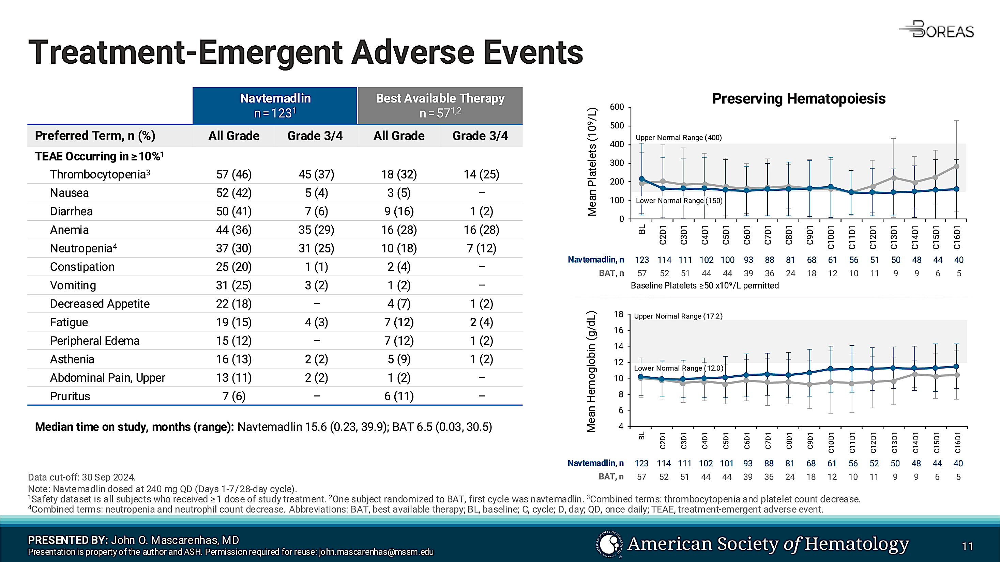 BOREAS
Treatment-Emergent Adverse Events
Navtemadlin Best Available Therapy
n = 123¹ n = 57¹,²
Preferred Term, n (%) All Grade Grade 3/4 All Grade Grade 3/4
TEAE Occurring in ≥ 10%¹
Thrombocytopenia³ 57 (46) 45 (37) 18 (32) 14 (25)
Nausea 52 (42) 5 (4) 3 (5) –
Diarrhea 50 (41) 7 (6) 9 (16) 1 (2)
Anemia 44 (36) 35 (29) 16 (28) 16 (28)
Neutropenia⁴ 37 (30) 31 (25) 10 (18) 7 (12)
Constipation 25 (20) 1 (1) 2 (4) –
Vomiting 31 (25) 3 (2) 1 (2) –
Decreased Appetite 22 (18) – 4 (7) 1 (2)
Fatigue 19 (15) 4 (3) 7 (12) 2 (4)
Peripheral Edema 15 (12) – 7 (12) 1 (2)
Asthenia 16 (13) 2 (2) 5 (9) 1 (2)
Abdominal Pain, Upper 13 (11) 2 (2) 1 (2) –
Pruritus 7 (6) – 6 (11) –
Median time on study, months (range): Navtemadlin 15.6 (0.23, 39.9); BAT 6.5 (0.03, 30.5)
Preserving Hematopoiesis
Mean Platelets (10⁹/L)
600
500
400
300
200
100
0
Upper Normal Range (400)
Lower Normal Range (150)
BL C2D1 C3D1 C4D1 C5D1 C6D1 C7D1 C8D1 C9D1 C10D1 C11D1 C12D1 C13D1 C14D1 C15D1 C16D1
Navtemadlin, n 123 114 111 102 100 93 88 81 68 61 56 51 50 48 44 40
BAT, n 57 52 51 44 44 39 36 24 18 12 10 11 9 9 6 5
Baseline Platelets ≥50 x10⁹/L permitted
Mean Hemoglobin (g/dL)
18
16
14
12
10
8
6
4
Upper Normal Range (17.2)
Lower Normal Range (12.0)
BL C2D1 C3D1 C4D1 C5D1 C6D1 C7D1 C8D1 C9D1 C10D1 C11D1 C12D1 C13D1 C14D1 C15D1 C16D1
Navtemadlin, n 123 114 111 102 101 93 88 81 68 61 56 52 50 48 44 40
BAT, n 57 52 51 44 44 39 36 24 18 12 10 11 9 9 6 5
Data cut-off: 30 Sep 2024.
Note: Navtemadlin dosed at 240 mg QD (Days 1-7/28-day cycle).
¹Safety dataset is all subjects who received ≥ 1 dose of study treatment. ²One subject randomized to BAT, first cycle was navtemadlin. ³Combined terms: thrombocytopenia and platelet count decrease.
⁴Combined terms: neutropenia and neutrophil count decrease. Abbreviations: BAT, best available therapy; BL, baseline; C, cycle; D, day; QD, once daily; TEAE, treatment-emergent adverse event.
PRESENTED BY: John O. Mascarenhas, MD
Presentation is property of the author and ASH. Permission required for reuse: john.mascarenhas@mssm.edu
AMERICAN SOCIETY OF HEMATOLOGY
®
American Society of Hematology
11